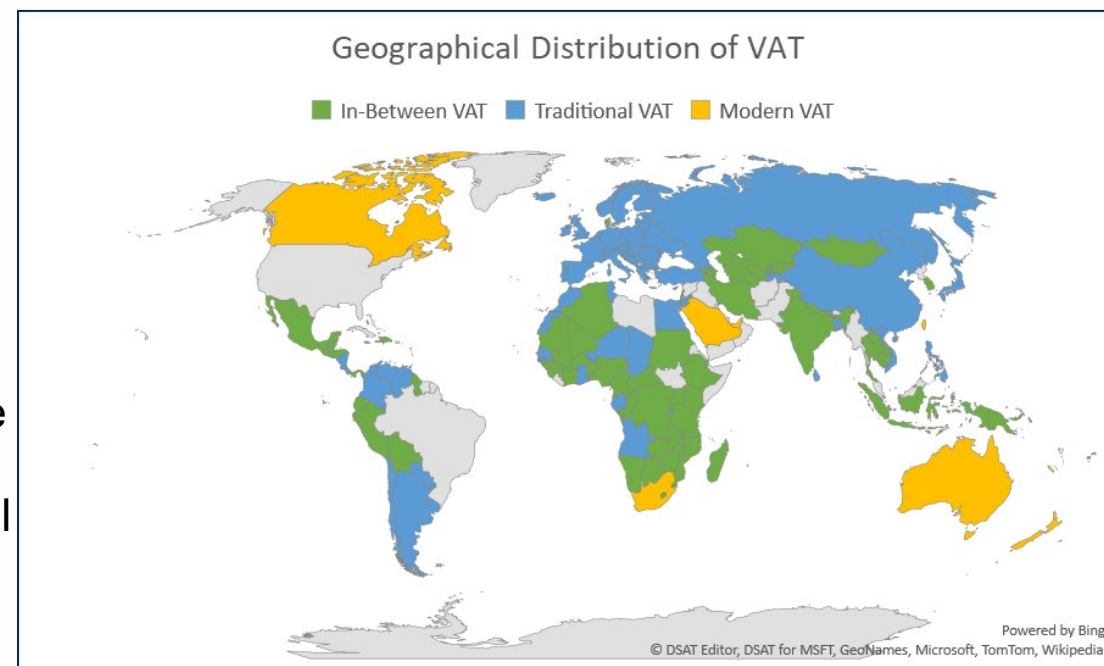 Geographical Distribution of VAT
In-Between VAT Traditional VAT Modern VAT
e
l
Powered by Bing
© DSAT Editor, DSAT for MSFT, GeoNames, Microsoft, TomTom, Wikipedia